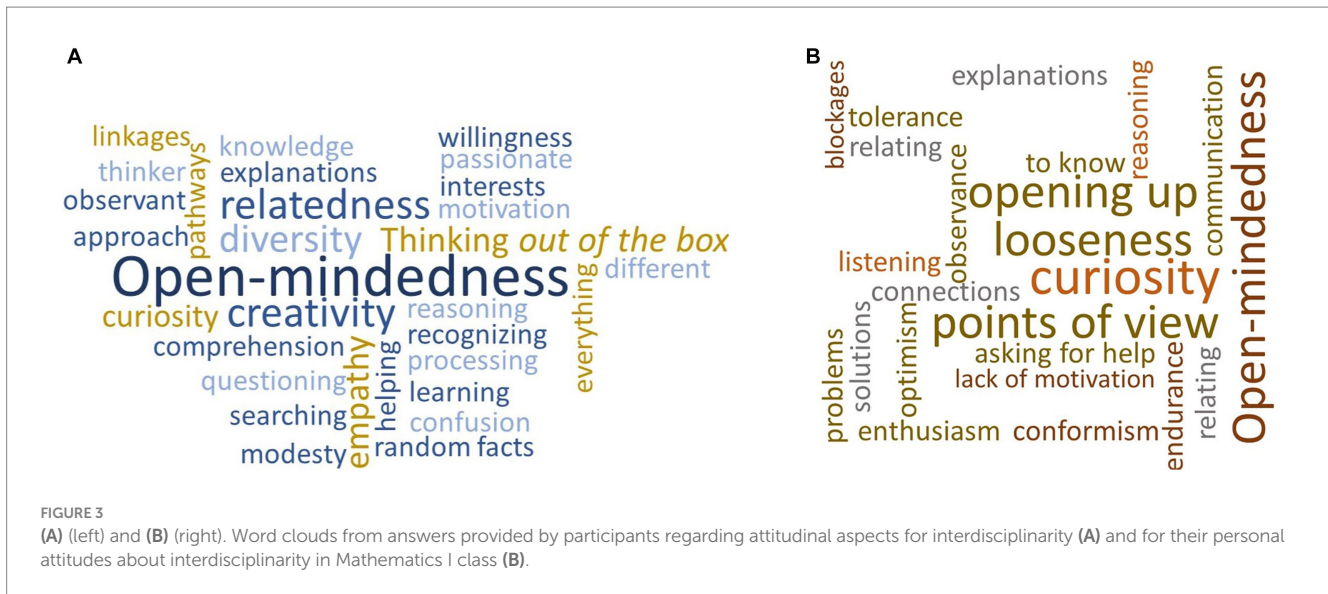 A
linkages
pathways
knowledge
willingness
thinker
explanations
passionate
observant
relatedness
interests
motivation
approach
diversity
Thinking out of the box
Open-mindedness
everything
different
curiosity
creativity
reasoning
comprehension
empathy
helping
recognizing
questioning
processing
searching
learning
confusion
modesty
random facts
B
blockages
explanations
reasoning
communication
Open-mindedness
tolerance
relating
observance
to know
opening up
looseness
listening
curiosity
connections
problems
solutions
optimism
points of view
asking for help
lack of motivation
endurance
relating
enthusiasm
conformism
FIGURE 3
(A) (left) and (B) (right). Word clouds from answers provided by participants regarding attitudinal aspects for interdisciplinarity (A) and for their personal
attitudes about interdisciplinarity in Mathematics I class (B).